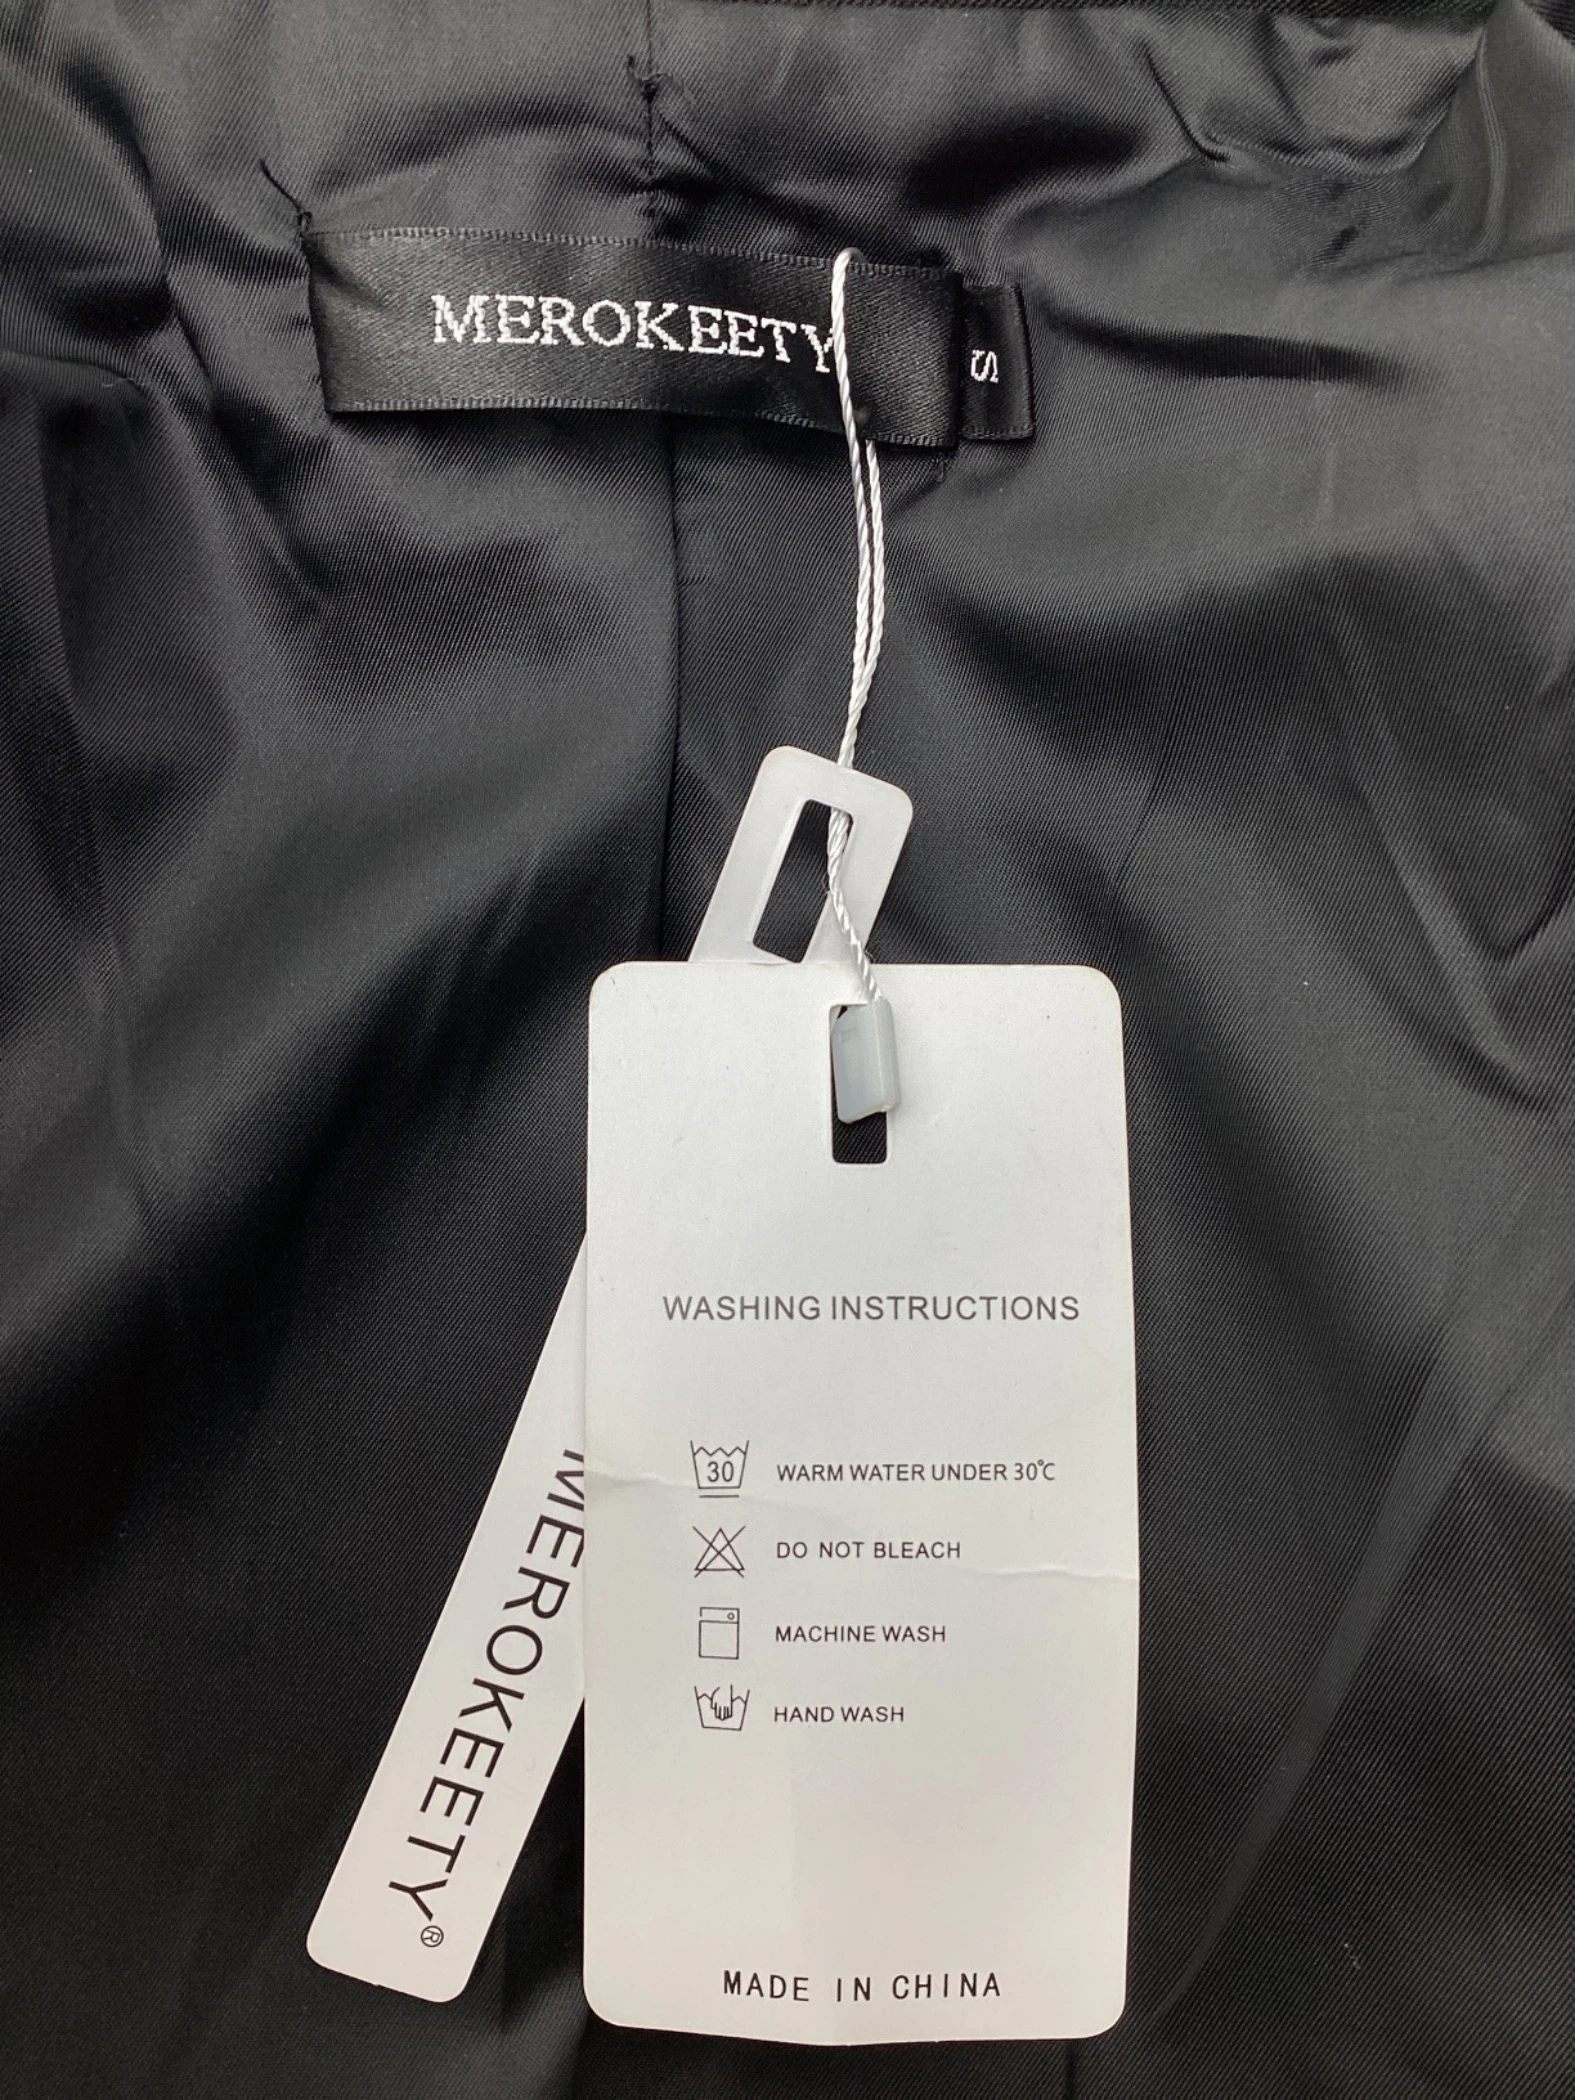 MEROKEETY
S
WASHING INSTRUCTIONS
30 WARM WATER UNDER 30℃
DO NOT BLEACH
MACHINE WASH
HAND WASH
MEROKEETY®
MADE IN CHINA